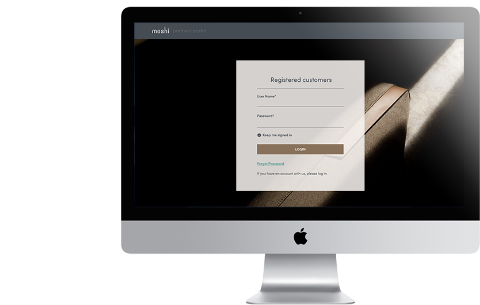 moshi
Registered customers
User Name*
Password*
Keep me signed in
LOGIN
Forgot Password
If you have an account with us, please log in.